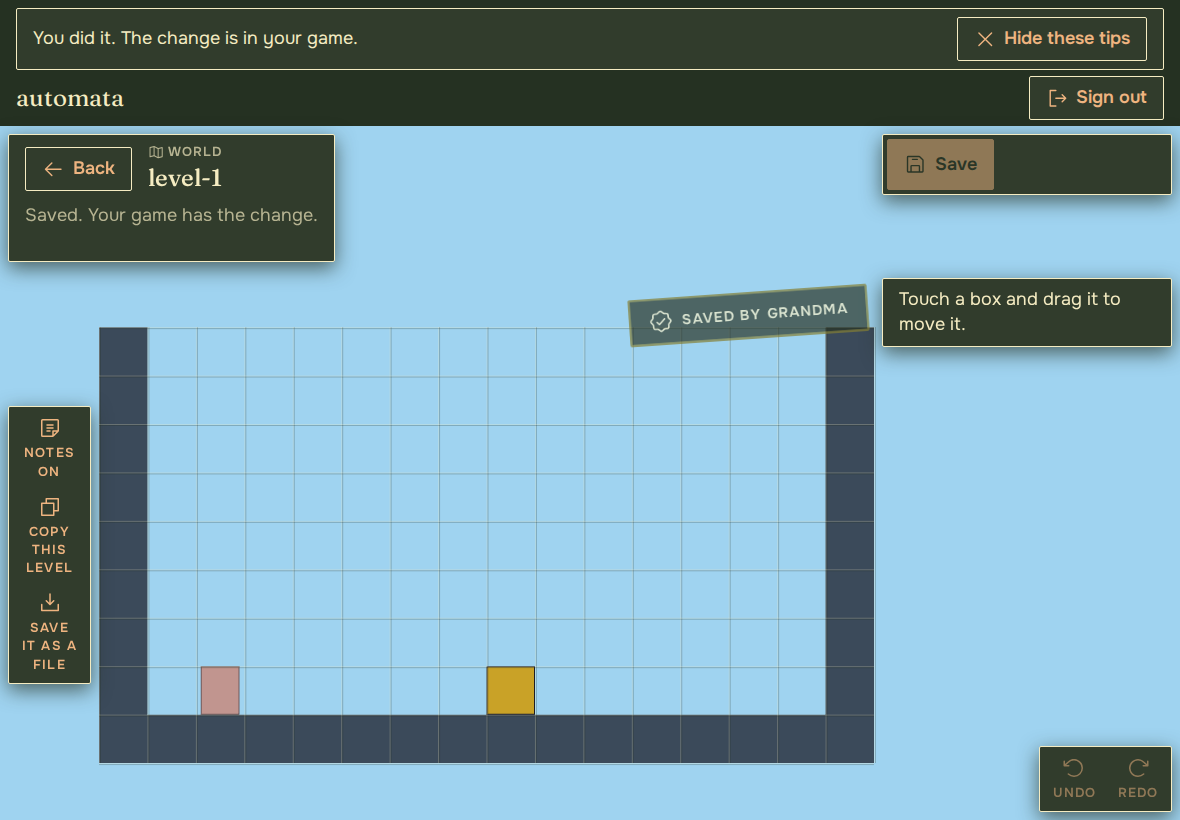 You did it. The change is in your game.
Hide these tips
automata
Sign out
Back
WORLD
level-1
Saved. Your game has the change.
Save
SAVED BY GRANDMA
Touch a box and drag it to
move it.
NOTES
ON
COPY
THIS
LEVEL
SAVE
IT AS A
FILE
UNDO
REDO